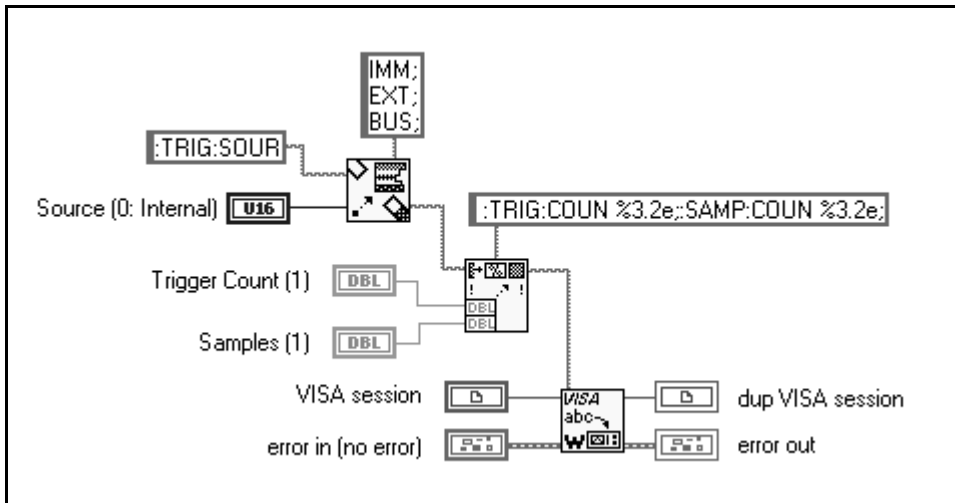 IMM;
EXT;
BUS;
:TRIG:SOUR
Source (0: Internal)
U16
:TRIG:COUN %3.2e;:SAMP:COUN %3.2e;
Trigger Count (1)
DBL
%
! !
DBL
DBL
Samples (1)
DBL
VISA session
VISA
abc
W
dup VISA session
error in (no error)
error out